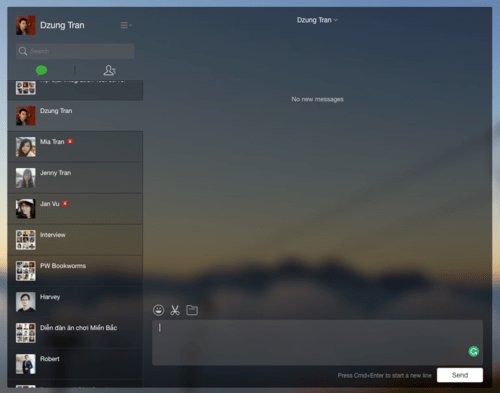 Dzung Tran
Search
Dzung Tran
Mia Tran
Jenny Tran
Jan Vu
Interview
PW Bookworms
Harvey
Diễn đàn ăn chơi Miền Bắc
Robert
Dzung Tran
No new messages
Press Cmd+Enter to start a new line
Send